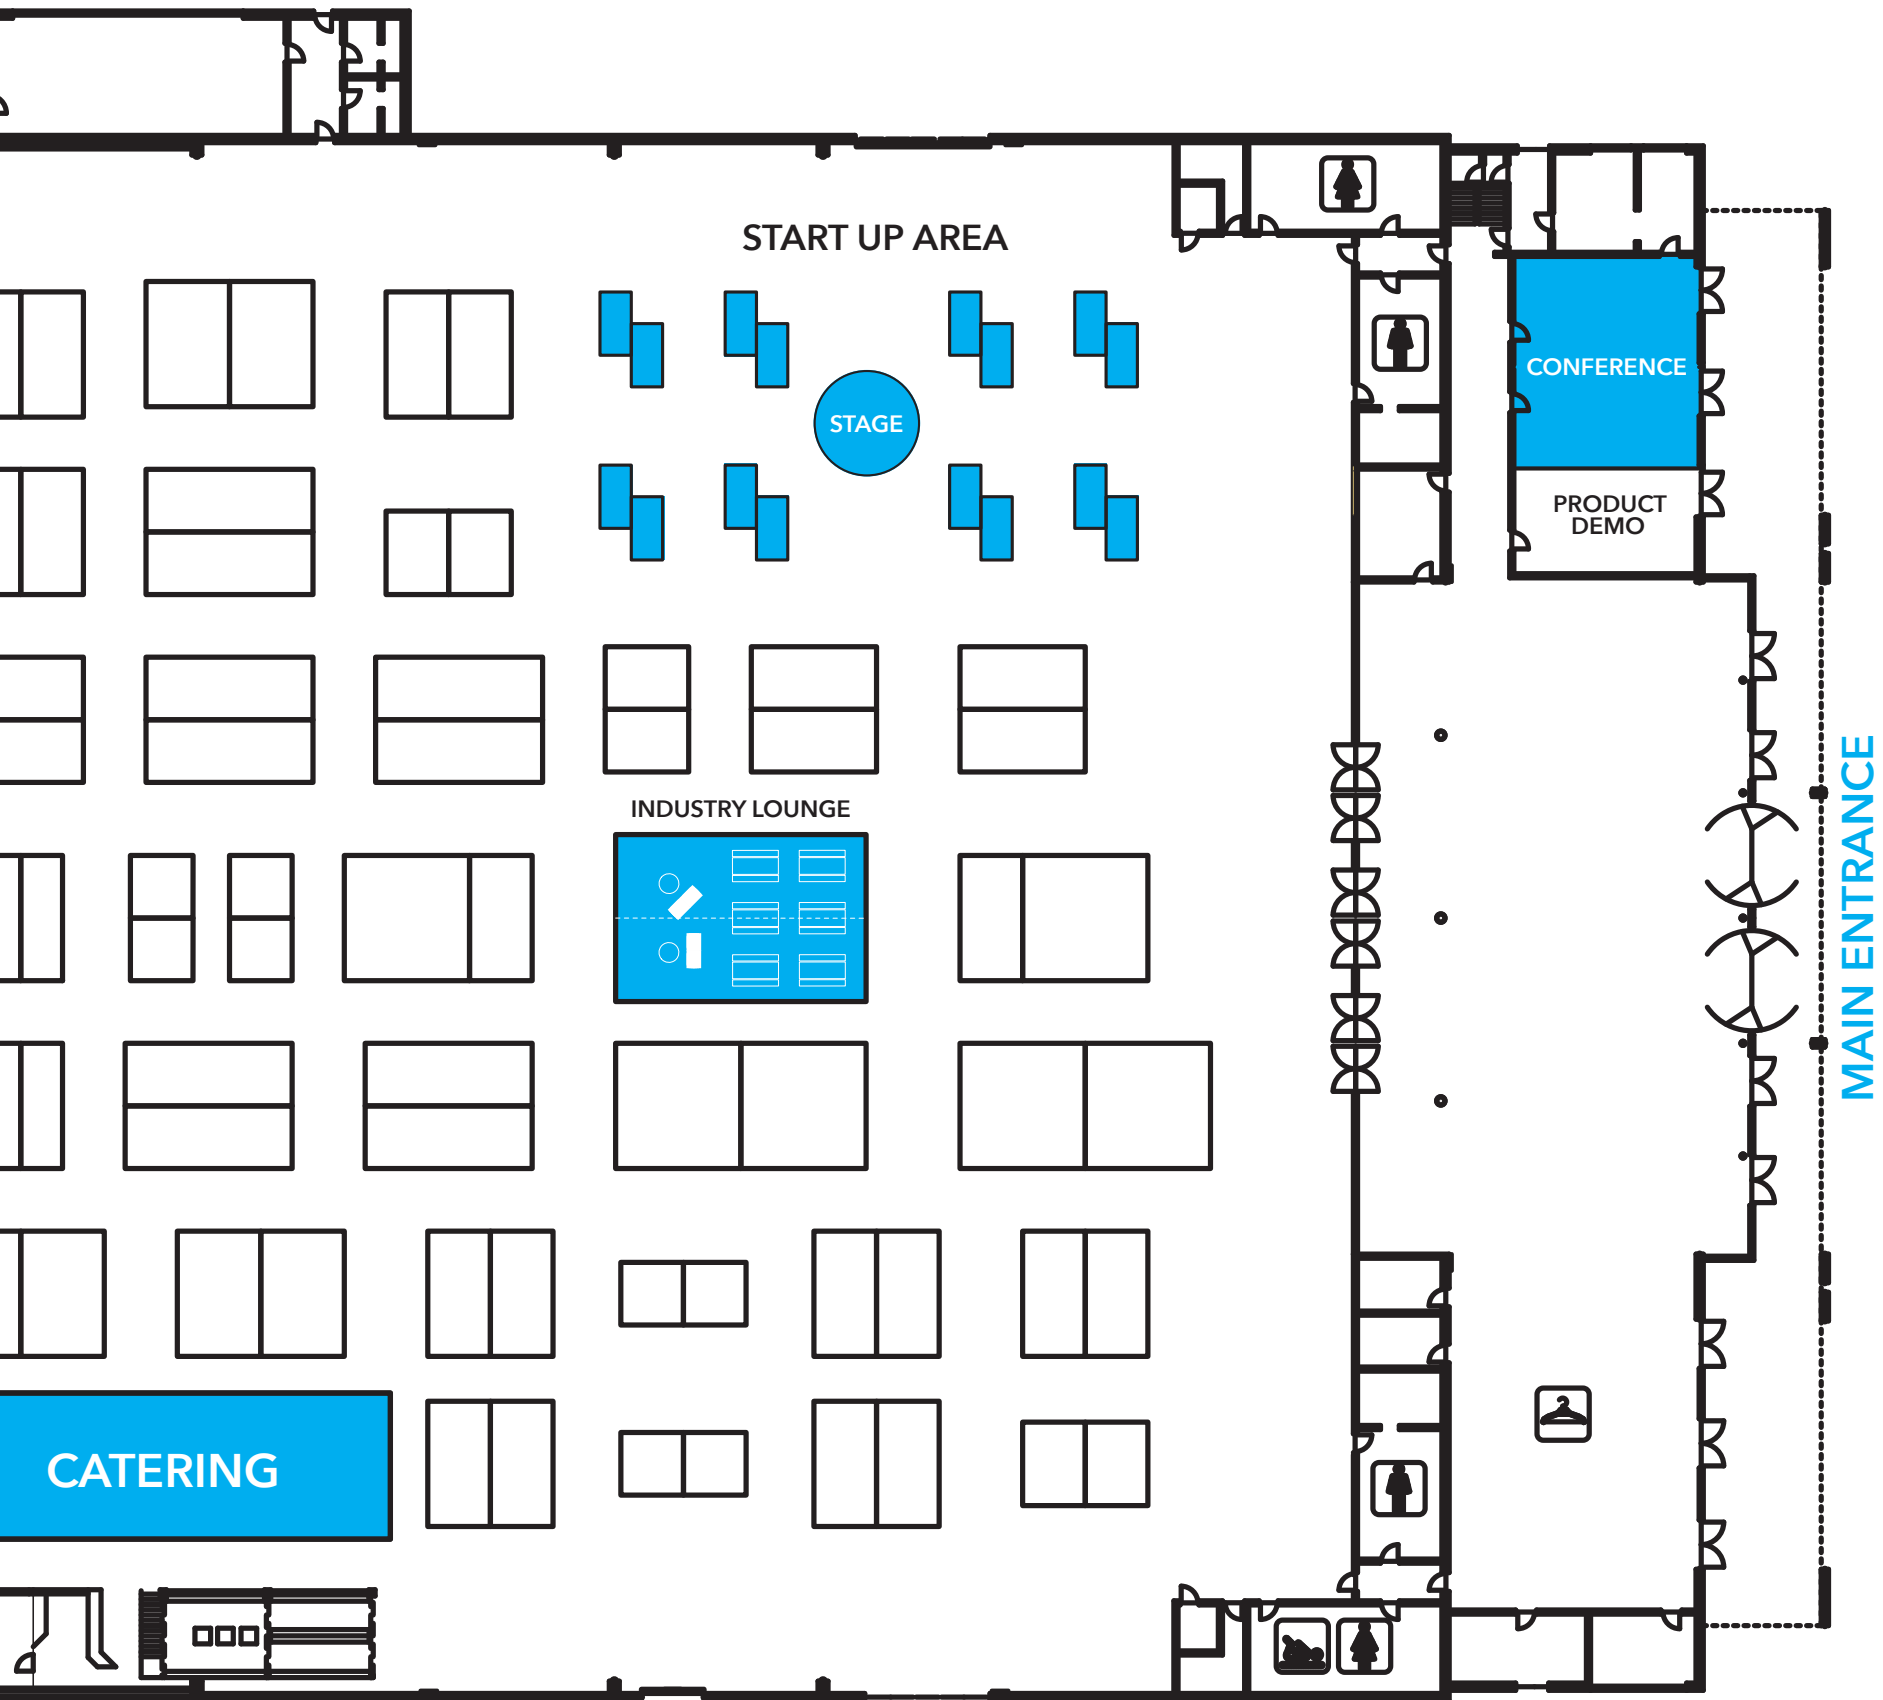 START UP AREA
CONFERENCE
STAGE
PRODUCT
DEMO
INDUSTRY LOUNGE
MAIN ENTRANCE
CATERING